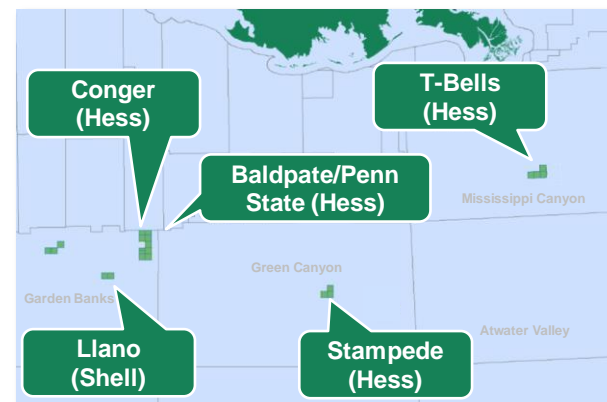 Conger
(Hess)
T-Bells
(Hess)
Baldpate/Penn
State (Hess)
Mississippi Canyon
Green Canyon
Garden Banks
Llano
(Shell)
Stampede
(Hess)
Atwater Valley